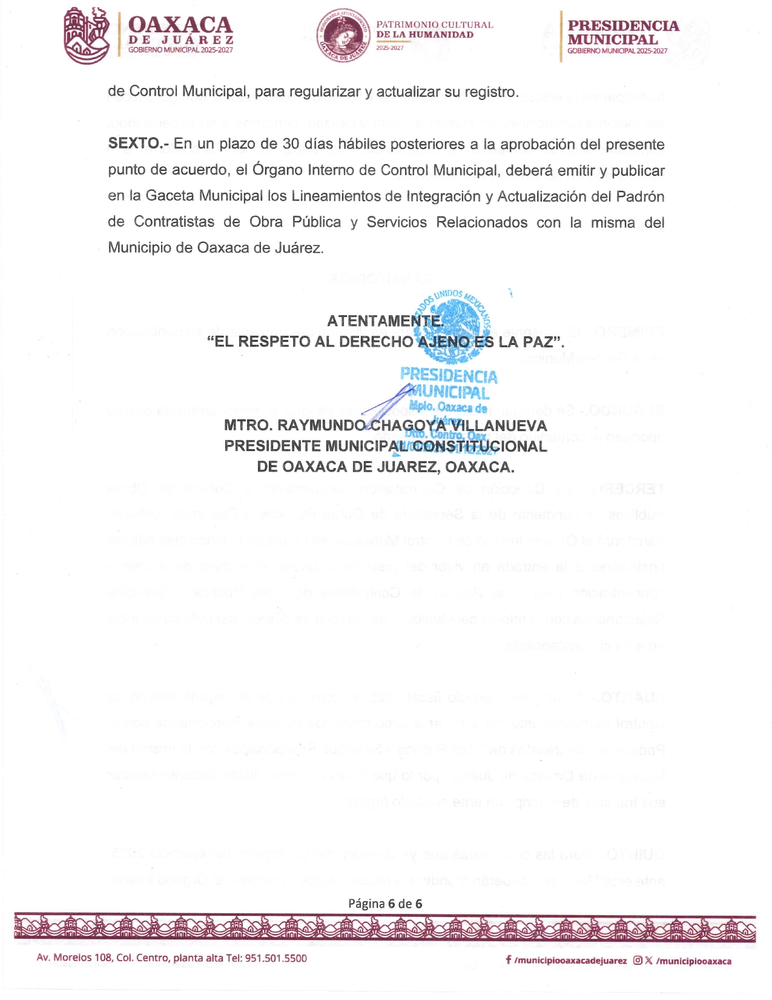 OAXACA
DE JUÁREZ
GOBIERNO MUNICIPAL 2025-2027
HONORABLE AYUNTAMIENTO
OAXACA DE JUÁREZ
PATRIMONIO CULTURAL
DE LA HUMANIDAD
2025-2027
PRESIDENCIA
MUNICIPAL
GOBIERNO MUNICIPAL 2025-2027
de Control Municipal, para regularizar y actualizar su registro.
SEXTO.- En un plazo de 30 días hábiles posteriores a la aprobación del presente
punto de acuerdo, el Órgano Interno de Control Municipal, deberá emitir y publicar
en la Gaceta Municipal los Lineamientos de Integración y Actualización del Padrón
de Contratistas de Obra Pública y Servicios Relacionados con la misma del
Municipio de Oaxaca de Juárez.
ATENTAMENTE.
“EL RESPETO AL DERECHO AJENO ES LA PAZ”.
UNIDOS MEXICANOS
PRESIDENCIA
MUNICIPAL
Mpio. Oaxaca de
Juárez
Dtto. Centro, Oax.
MTRO. RAYMUNDO CHAGOYA VILLANUEVA
PRESIDENTE MUNICIPAL CONSTITUCIONAL
DE OAXACA DE JUAREZ, OAXACA.
Página 6 de 6
Av. Morelos 108, Col. Centro, planta alta Tel: 951.501.5500
/municipiooaxacadejuarez X /municipiooaxaca